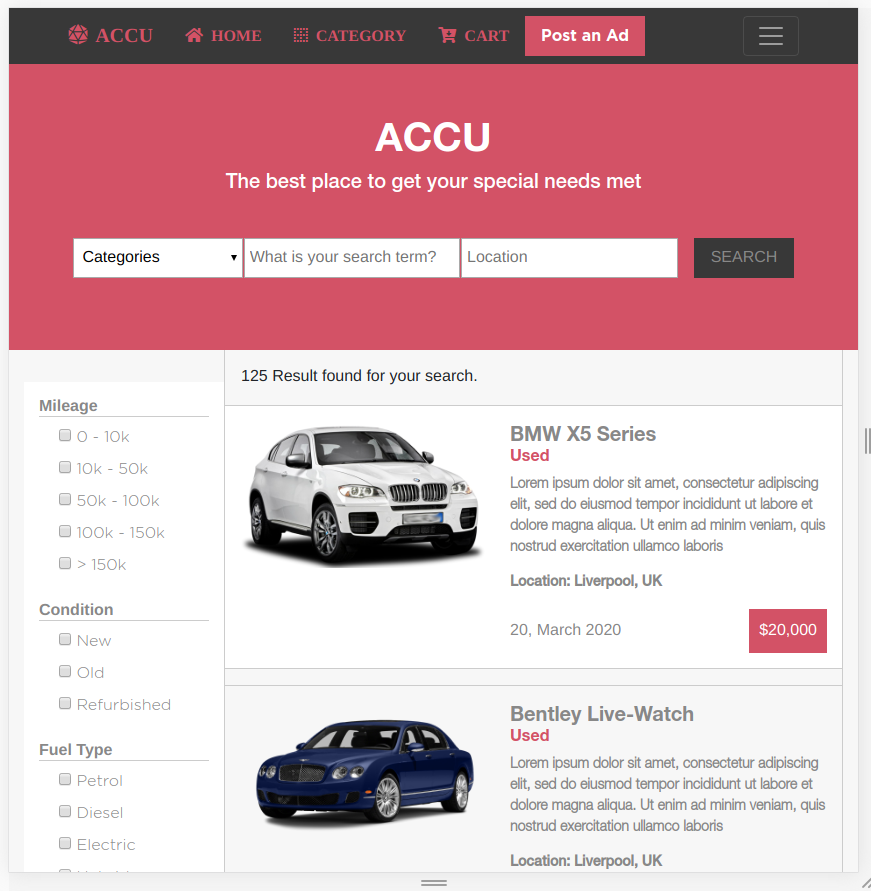 ACCU HOME CATEGORY CART Post an Ad
ACCU
The best place to get your special needs met
Categories What is your search term? Location SEARCH
125 Result found for your search.
Mileage
0 - 10k
10k - 50k
50k - 100k
100k - 150k
> 150k
Condition
New
Old
Refurbished
Fuel Type
Petrol
Diesel
Electric
BMW X5 Series
Used
Lorem ipsum dolor sit amet, consectetur adipiscing
elit, sed do eiusmod tempor incididunt ut labore et
dolore magna aliqua. Ut enim ad minim veniam, quis
nostrud exercitation ullamco laboris
Location: Liverpool, UK
20, March 2020 $20,000
Bentley Live-Watch
Used
Lorem ipsum dolor sit amet, consectetur adipiscing
elit, sed do eiusmod tempor incididunt ut labore et
dolore magna aliqua. Ut enim ad minim veniam, quis
nostrud exercitation ullamco laboris
Location: Liverpool, UK